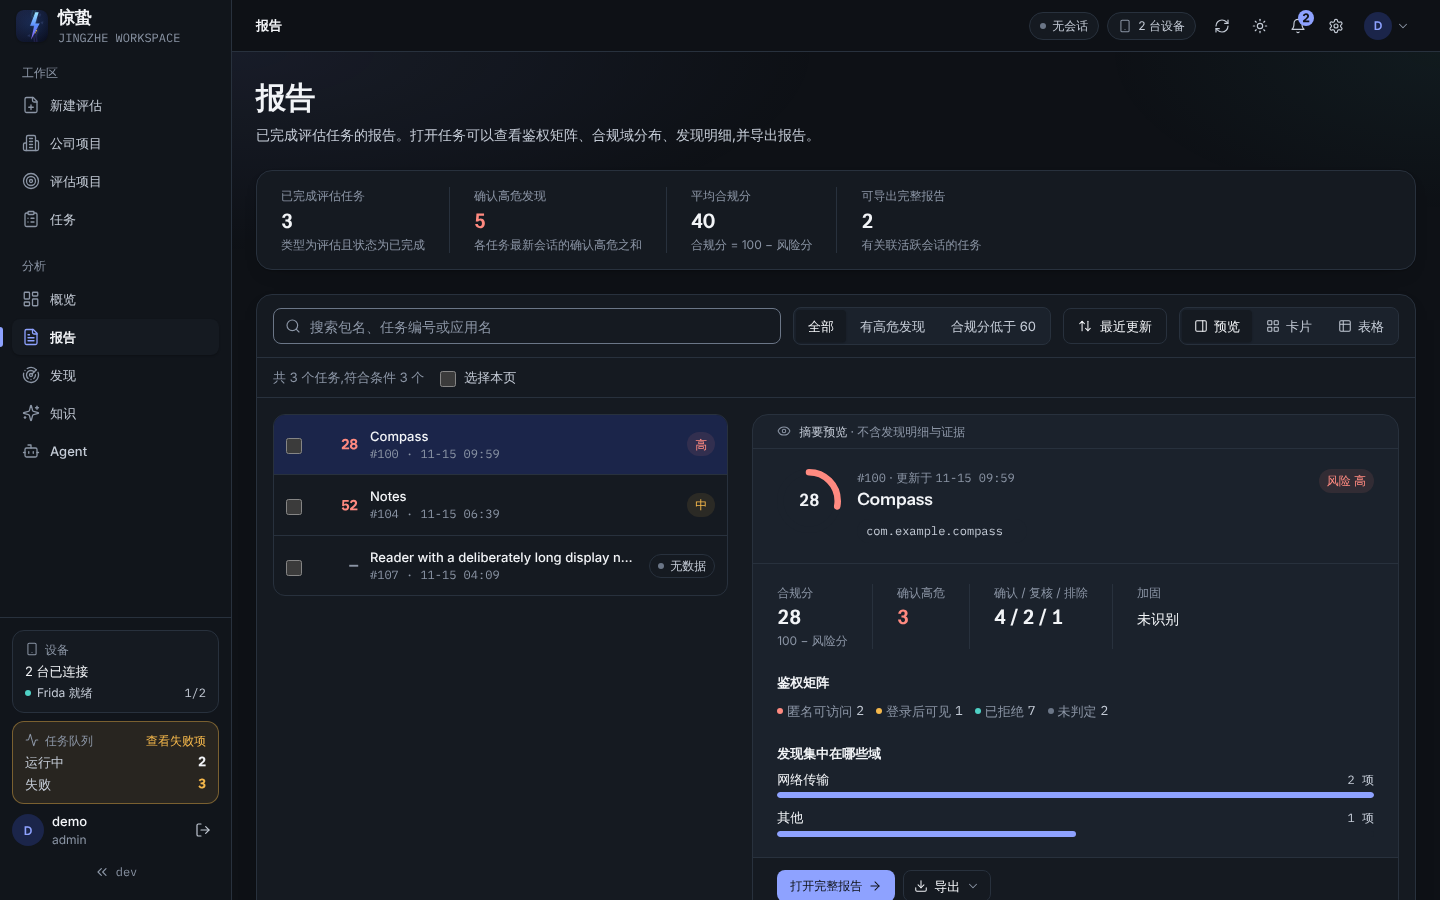 惊蛰
JINGZHE WORKSPACE
工作区
新建评估
公司项目
评估项目
任务
分析
概览
报告
发现
知识
Agent
设备
2 台已连接
Frida 就绪 1/2
任务队列 查看失败项
运行中 2
失败 3
D demo
admin
dev
报告
无会话
2 台设备
2
D
报告
已完成评估任务的报告。打开任务可以查看鉴权矩阵、合规域分布、发现明细,并导出报告。
已完成评估任务
3
类型为评估且状态为已完成
确认高危发现
5
各任务最新会话的确认高危之和
平均合规分
40
合规分 = 100 − 风险分
可导出完整报告
2
有关联活跃会话的任务
搜索包名、任务编号或应用名
全部 有高危发现 合规分低于 60
最近更新
预览 卡片 表格
共 3 个任务,符合条件 3 个 选择本页
28 Compass 高
#100 · 11-15 09:59
52 Notes 中
#104 · 11-15 06:39
— Reader with a deliberately long display n... 无数据
#107 · 11-15 04:09
摘要预览 · 不含发现明细与证据
28
#100 · 更新于 11-15 09:59
Compass
com.example.compass
风险 高
合规分
28
100 − 风险分
确认高危
3
确认 / 复核 / 排除
4 / 2 / 1
加固
未识别
鉴权矩阵
匿名可访问 2 登录后可见 1 已拒绝 7 未判定 2
发现集中在哪些域
网络传输 2 项
其他 1 项
打开完整报告
导出